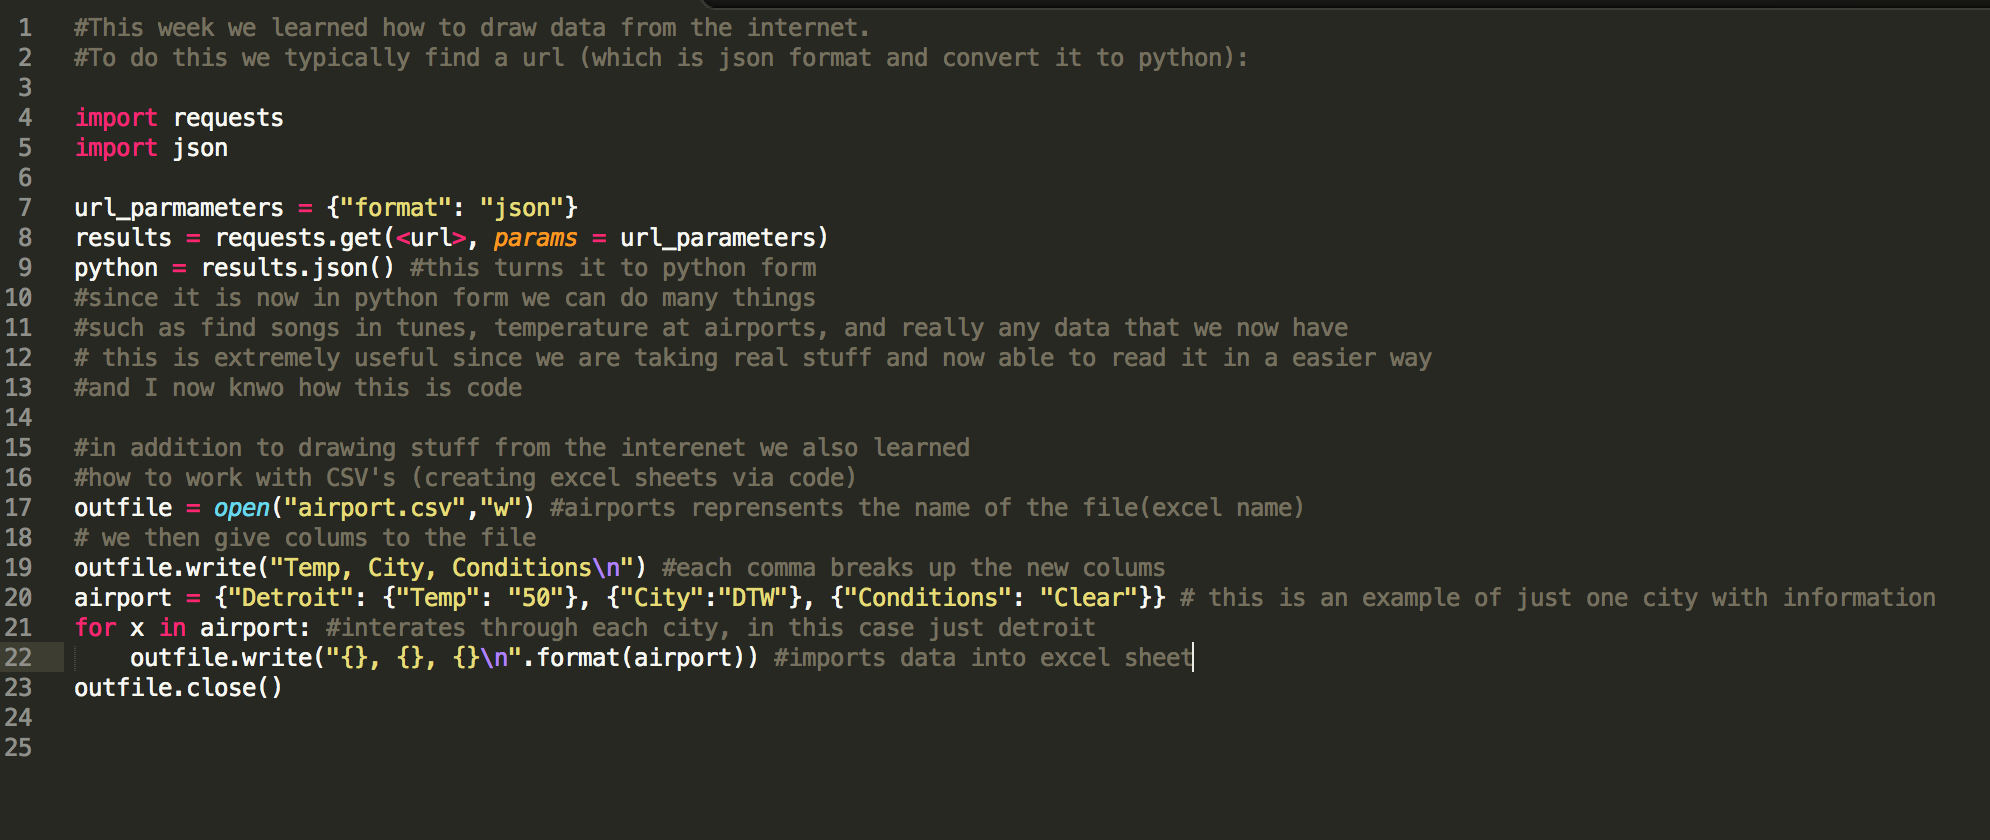 1 #This week we learned how to draw data from the internet.
2 #To do this we typically find a url (which is json format and convert it to python):
3
4 import requests
5 import json
6
7 url_parmameters = {"format": "json"}
8 results = requests.get(<url>, params = url_parameters)
9 python = results.json() #this turns it to python form
10 #since it is now in python form we can do many things
11 #such as find songs in tunes, temperature at airports, and really any data that we now have
12 # this is extremely useful since we are taking real stuff and now able to read it in a easier way
13 #and I now knwo how this is code
14
15 #in addition to drawing stuff from the interenet we also learned
16 #how to work with CSV's (creating excel sheets via code)
17 outfile = open("airport.csv","w") #airports reprensents the name of the file(excel name)
18 # we then give colums to the file
19 outfile.write("Temp, City, Conditions\n") #each comma breaks up the new colums
20 airport = {"Detroit": {"Temp": "50"}, {"City":"DTW"}, {"Conditions": "Clear"}} # this is an example of just one city with information
21 for x in airport: #interates through each city, in this case just detroit
22     outfile.write("{}, {}, {}\n".format(airport)) #imports data into excel sheet
23 outfile.close()
24
25